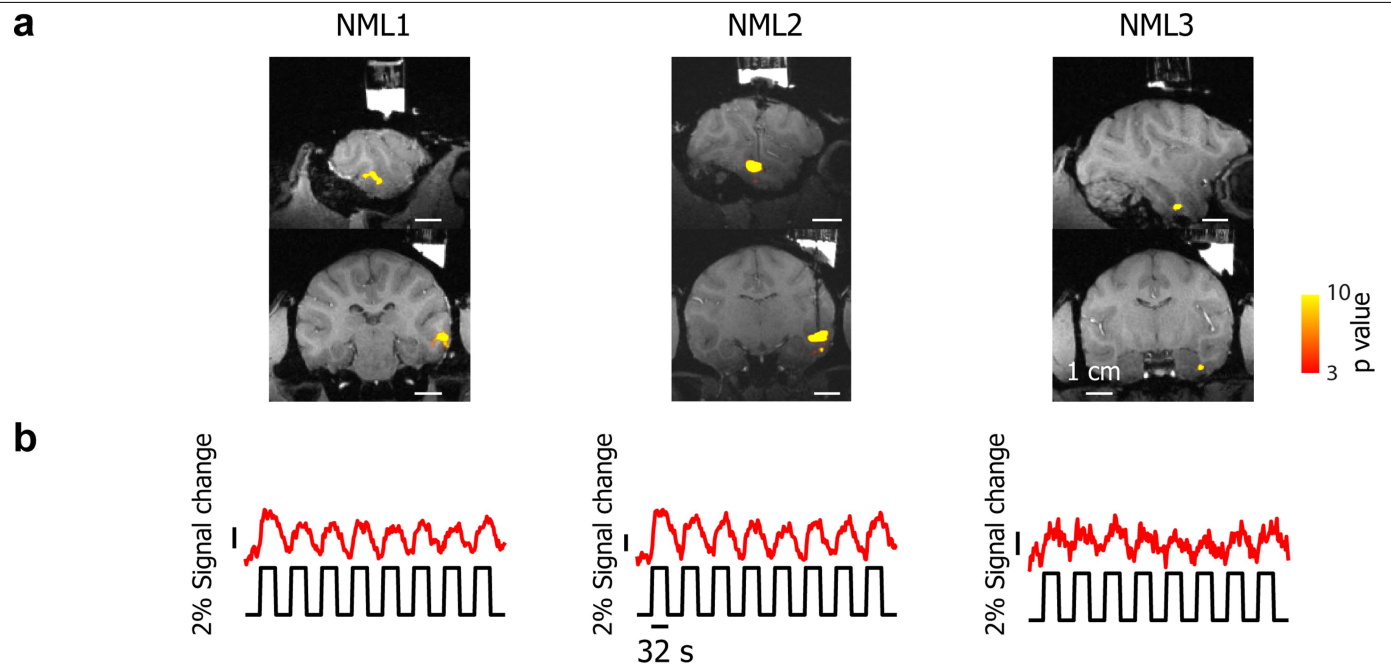 a
NML1
NML2
NML3
10
p value
3
1 cm
b
2% Signal change
2% Signal change
2% Signal change
32 s